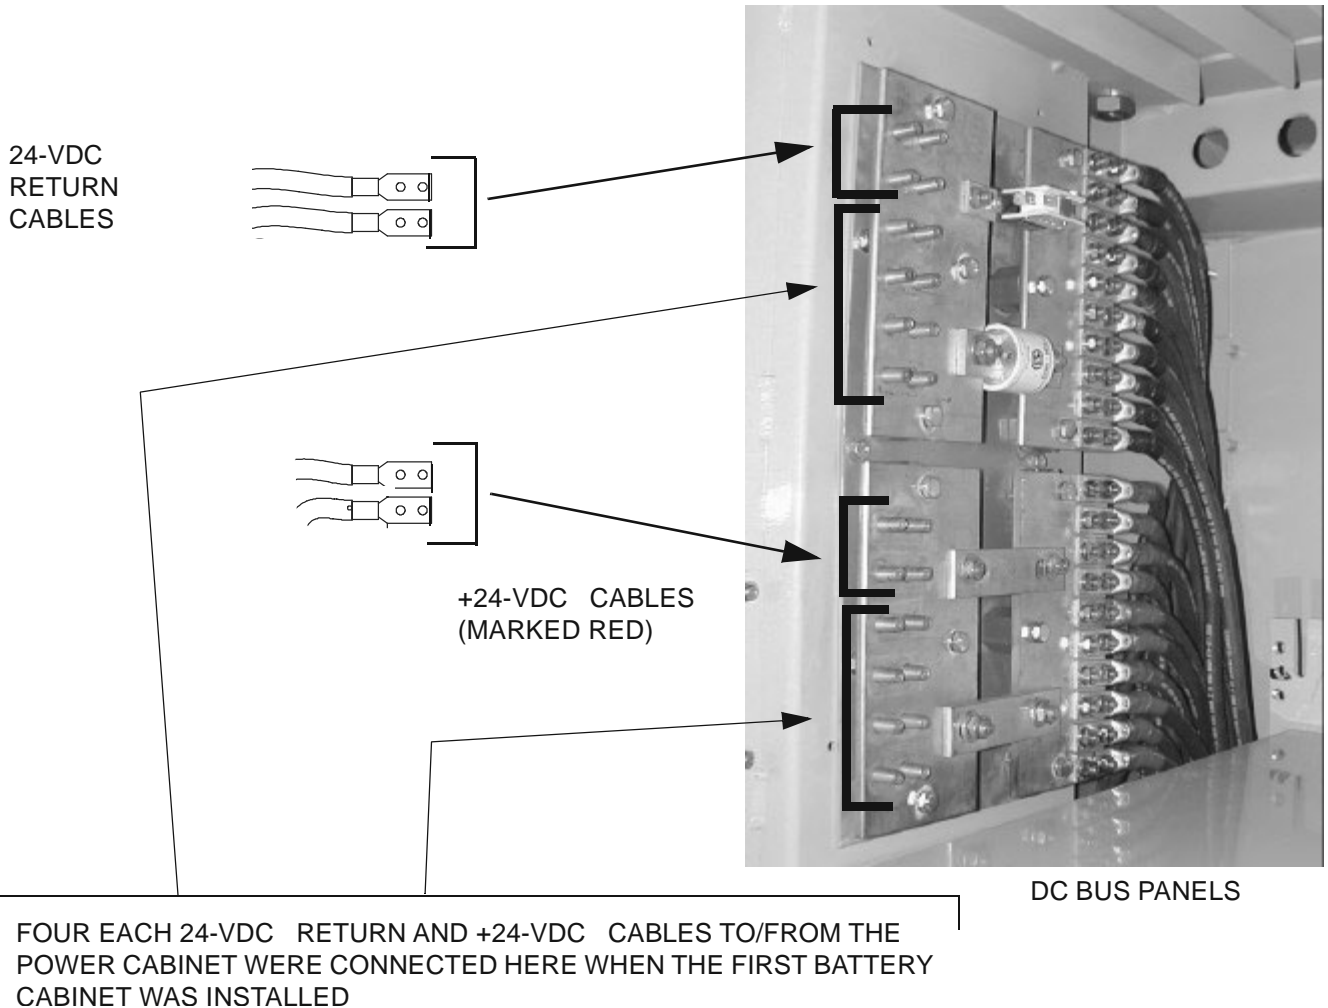 24-VDC
RETURN
CABLES
+24-VDC CABLES
(MARKED RED)
DC BUS PANELS
FOUR EACH 24-VDC RETURN AND +24-VDC CABLES TO/FROM THE
POWER CABINET WERE CONNECTED HERE WHEN THE FIRST BATTERY
CABINET WAS INSTALLED